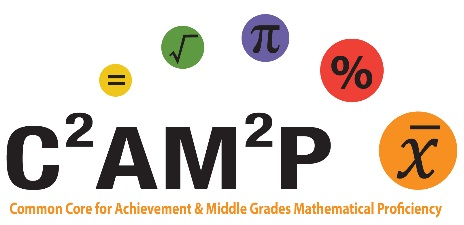 = √ π % x̄
C²AM²P
Common Core for Achievement & Middle Grades Mathematical Proficiency